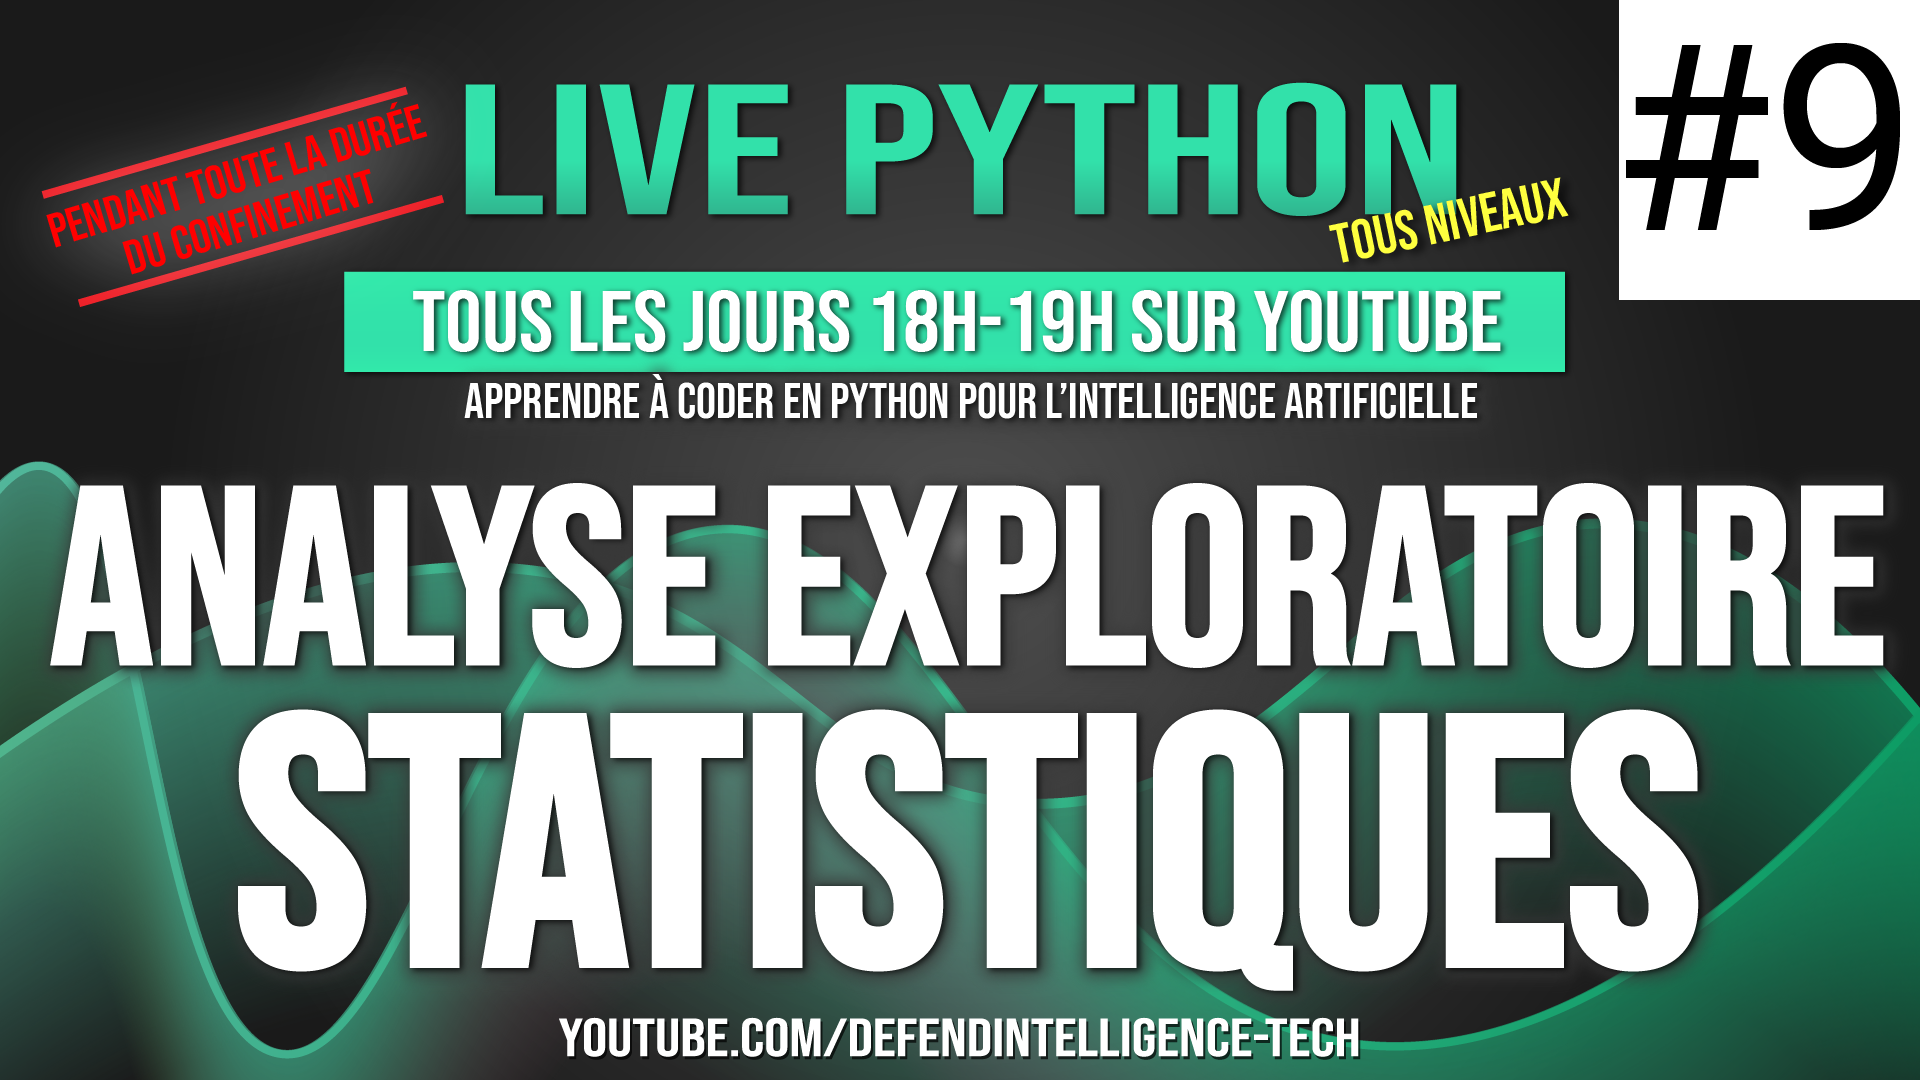 #9
LIVE PYTHON
PENDANT TOUTE LA DURÉE
DU CONFINEMENT
TOUS NIVEAUX
TOUS LES JOURS 18H-19H SUR YOUTUBE
APPRENDRE À CODER EN PYTHON POUR L'INTELLIGENCE ARTIFICIELLE
ANALYSE EXPLORATOIRE
STATISTIQUES
YOUTUBE.COM/DEFENDINTELLIGENCE-TECH